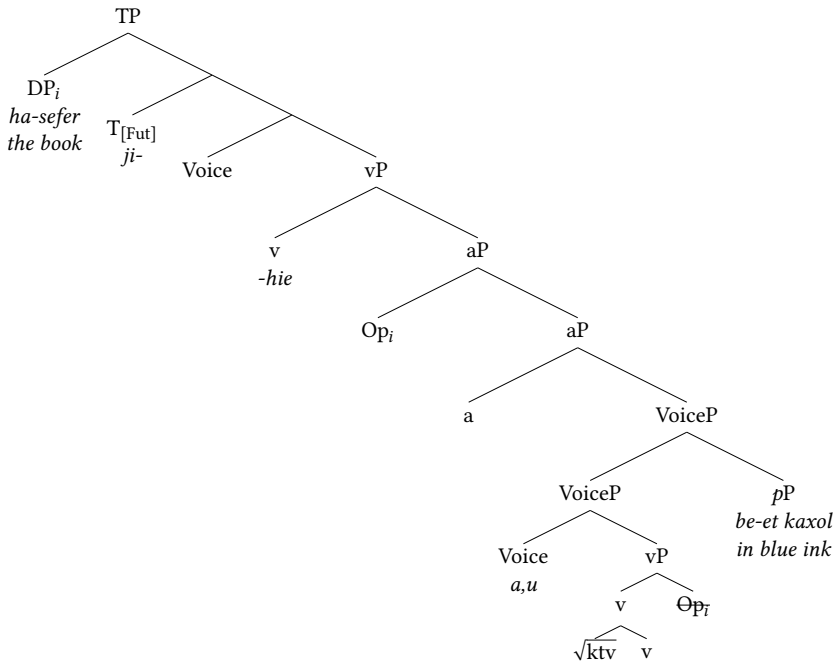 TP
DPᵢ
ha-sefer
the book
T[Fut]
ji-
Voice
vP
v
-hie
aP
Opᵢ
aP
a
VoiceP
VoiceP
pP
be-et kaxol
in blue ink
Voice
a,u
vP
v
Opᵢ
√ktv
v